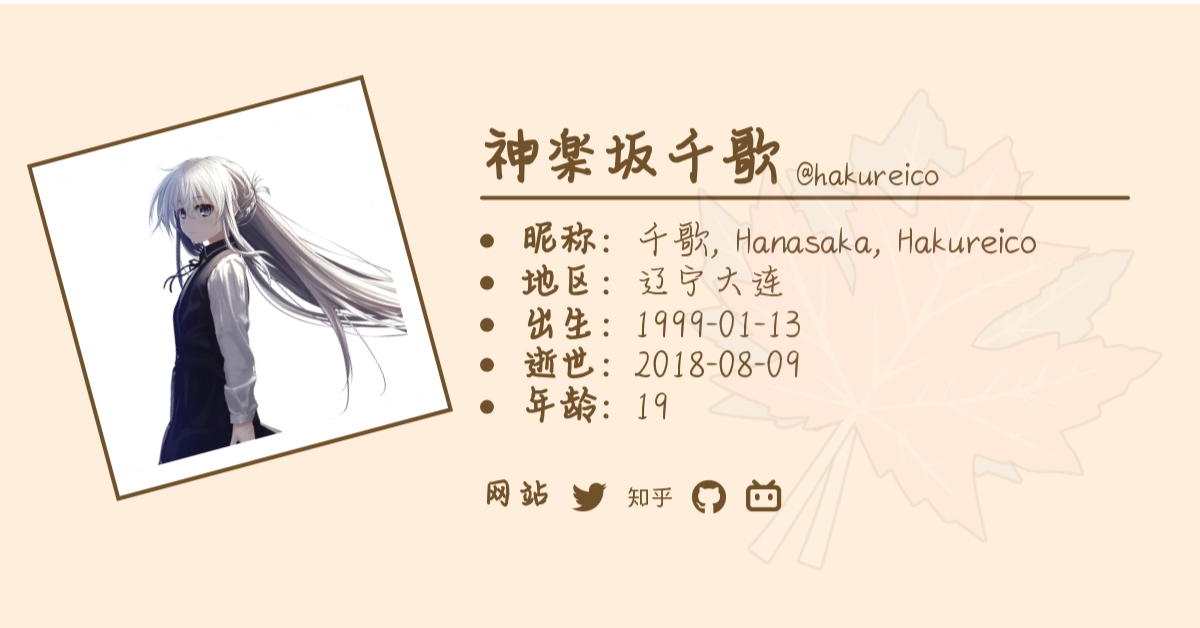 神楽坂千歌 @hakureico
昵称： 千歌, Hanasaka, Hakureico
地区： 辽宁大连
出生： 1999-01-13
逝世： 2018-08-09
年龄： 19
网站 知乎